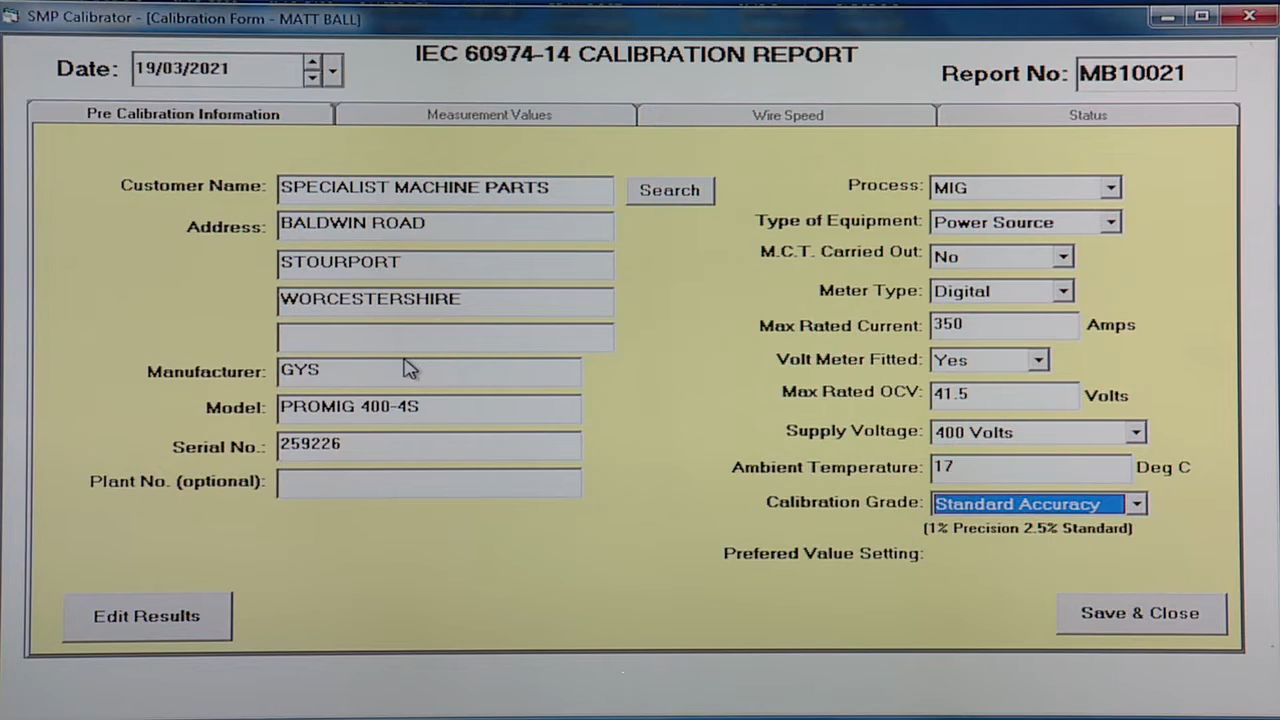 SMP Calibrator - [Calibration Form - MATT BALL]
IEC 60974-14 CALIBRATION REPORT
Date: 19/03/2021
Report No: MB10021
Pre Calibration Information
Measurement Values
Wire Speed
Status
Customer Name: SPECIALIST MACHINE PARTS
Search
Address: BALDWIN ROAD
STOURPORT
WORCESTERSHIRE
Manufacturer: GYS
Model: PROMIG 400-4S
Serial No.: 259226
Plant No. (optional):
Process: MIG
Type of Equipment: Power Source
M.C.T. Carried Out: No
Meter Type: Digital
Max Rated Current: 350 Amps
Volt Meter Fitted: Yes
Max Rated OCV: 41.5 Volts
Supply Voltage: 400 Volts
Ambient Temperature: 17 Deg C
Calibration Grade: Standard Accuracy
(1% Precision 2.5% Standard)
Prefered Value Setting:
Edit Results
Save & Close